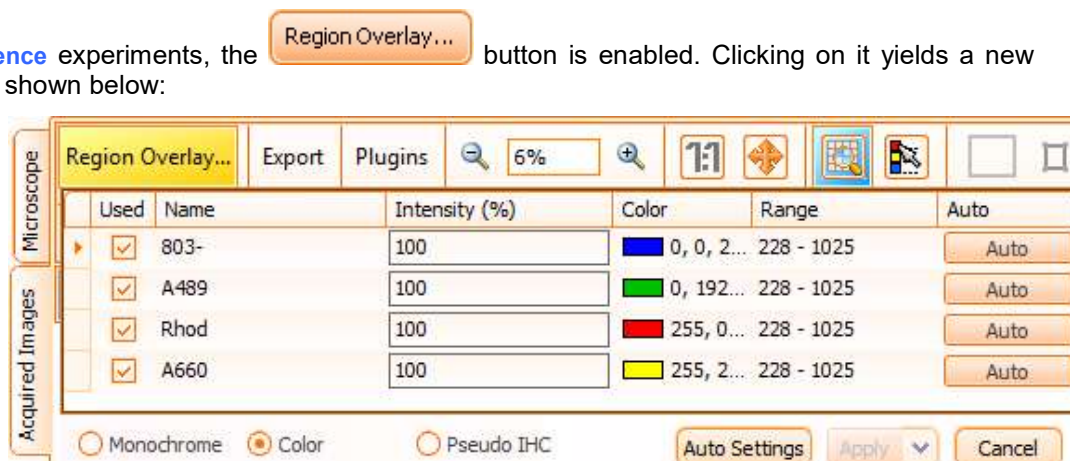 ence experiments, the Region Overlay... button is enabled. Clicking on it yields a new
shown below:
Microscope
Acquired Images
Region Overlay... Export Plugins 6% 1:1
Used Name Intensity (%) Color Range Auto
803- 100 0, 0, 2... 228 - 1025 Auto
A489 100 0, 192... 228 - 1025 Auto
Rhod 100 255, 0... 228 - 1025 Auto
A660 100 255, 2... 228 - 1025 Auto
Monochrome Color Pseudo IHC Auto Settings Apply Cancel